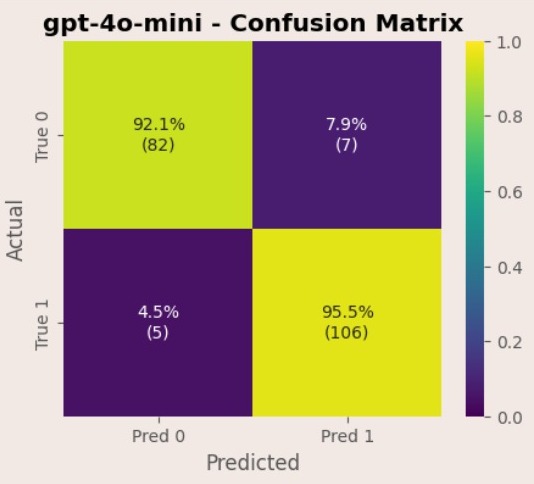 gpt-4o-mini - Confusion Matrix
1.0
0.8
0.6
0.4
0.2
0.0
Actual
True 0
True 1
92.1%
(82)
7.9%
(7)
4.5%
(5)
95.5%
(106)
Pred 0
Pred 1
Predicted